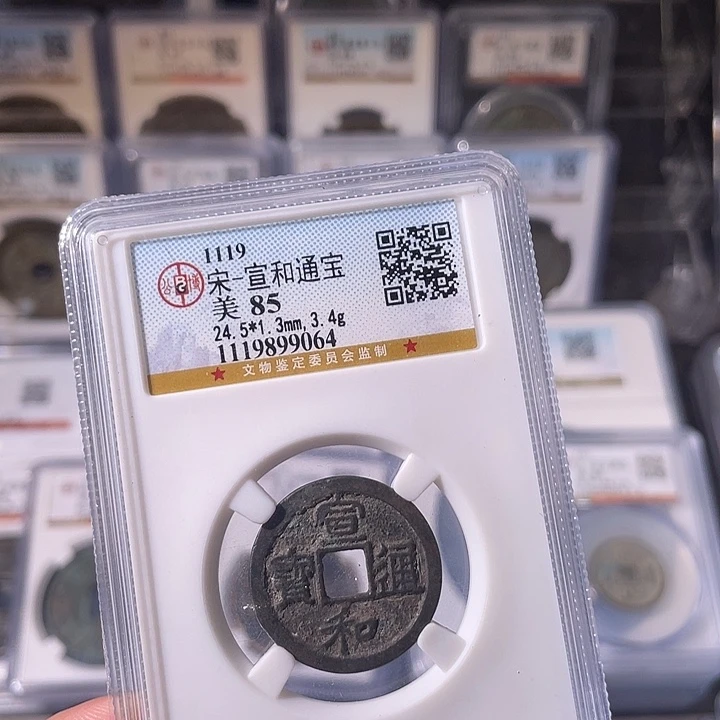 1119
宋-宣和通宝
美 85
24.5*1.3mm,3.4g
1119899064
文物鉴定委员会监制
宣
寶 通
和